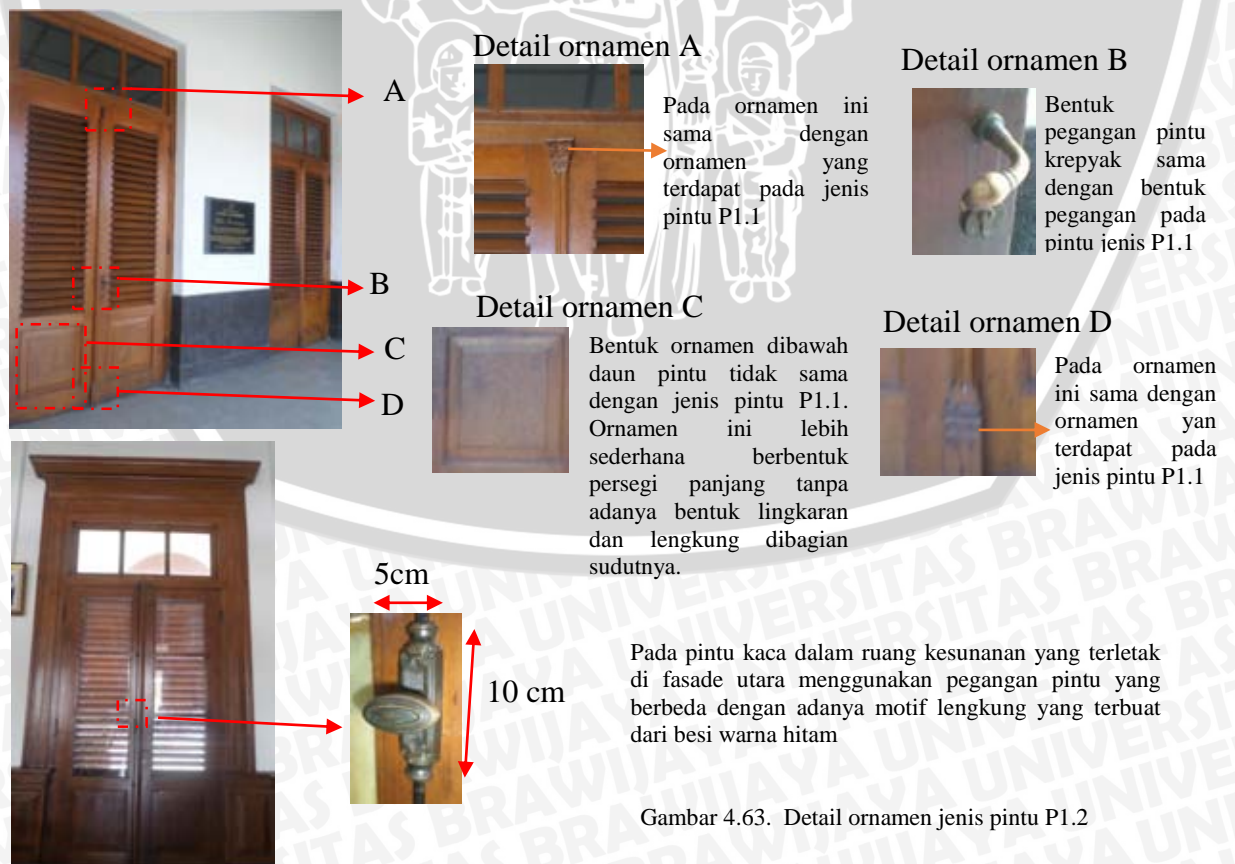 Detail ornamen A
A
Pada ornamen ini
sama dengan
ornamen yang
terdapat pada jenis
pintu P1.1
Detail ornamen B
Bentuk
pegangan pintu
krepyak sama
dengan bentuk
pegangan pada
pintu jenis P1.1
B
C
D
Detail ornamen C
Bentuk ornamen dibawah
daun pintu tidak sama
dengan jenis pintu P1.1.
Ornamen ini lebih
sederhana berbentuk
persegi panjang tanpa
adanya bentuk lingkaran
dan lengkung dibagian
sudutnya.
Detail ornamen D
Pada ornamen
ini sama dengan
ornamen yan
terdapat pada
jenis pintu P1.1
5cm
10 cm
Pada pintu kaca dalam ruang kesunanan yang terletak
di fasade utara menggunakan pegangan pintu yang
berbeda dengan adanya motif lengkung yang terbuat
dari besi warna hitam
Gambar 4.63. Detail ornamen jenis pintu P1.2